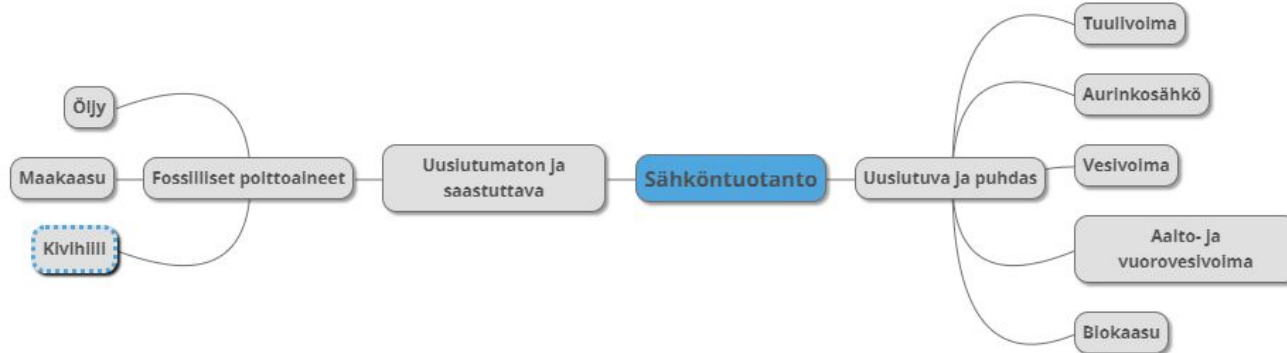 Sähköntuotanto
Uusiutumaton ja
saastuttava
Fossiiliset polttoaineet
Öljy
Maakaasu
Kivihiili
Uusiutuva ja puhdas
Tuulivoima
Aurinkosähkö
Vesivoima
Aalto- ja
vuorovesivoima
Biokaasu